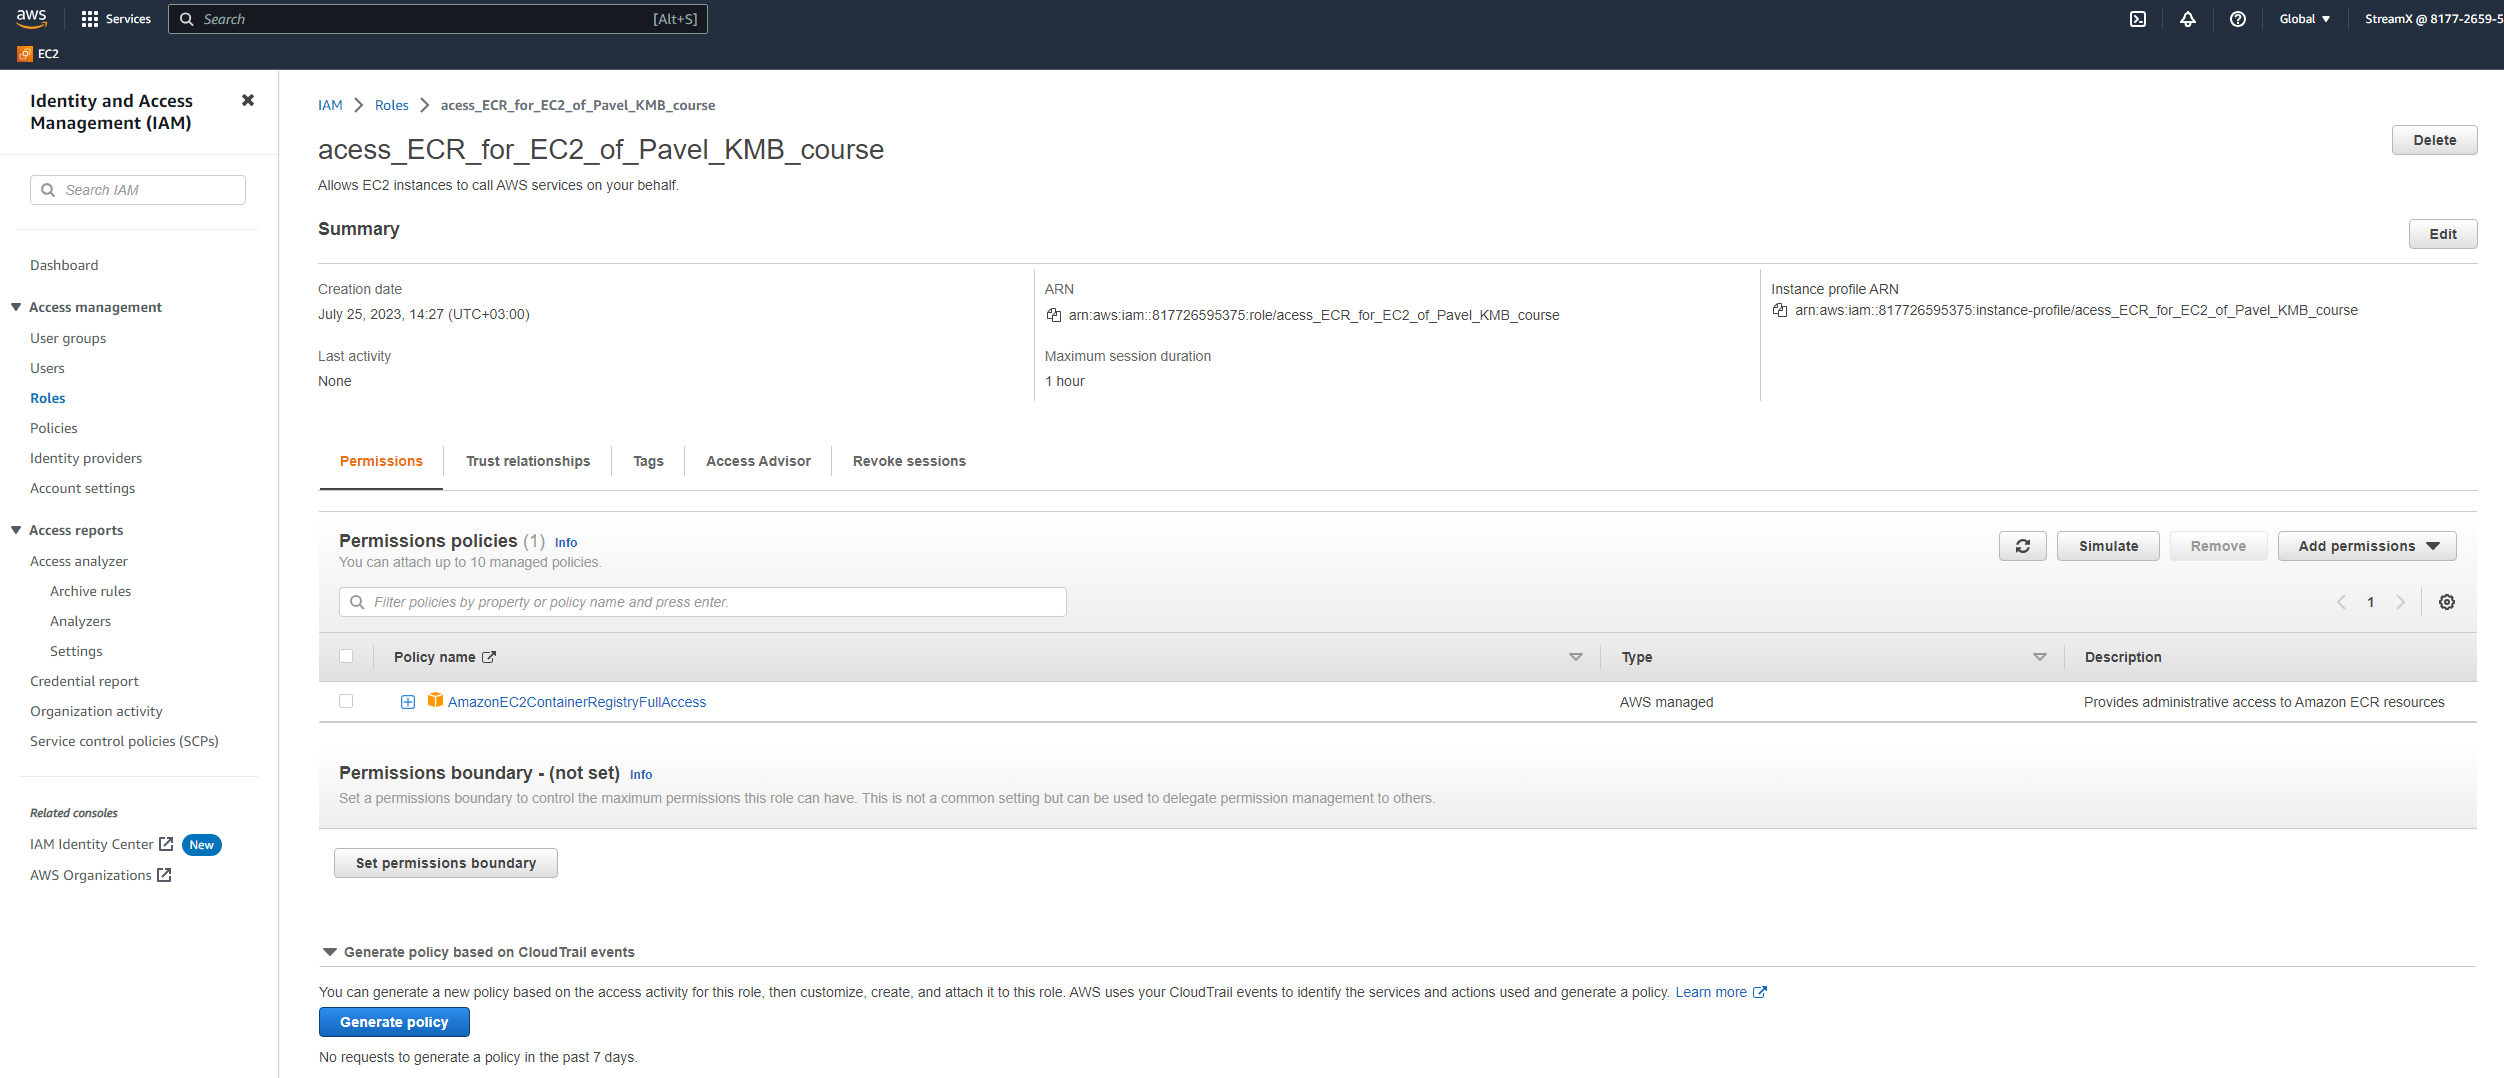 aws
Services
Search
[Alt+S]
Global
StreamX @ 8177-2659-5
EC2
Identity and Access
Management (IAM)
Search IAM
Dashboard
Access management
User groups
Users
Roles
Policies
Identity providers
Account settings
Access reports
Access analyzer
Archive rules
Analyzers
Settings
Credential report
Organization activity
Service control policies (SCPs)
Related consoles
IAM Identity Center
New
AWS Organizations
IAM > Roles > acess_ECR_for_EC2_of_Pavel_KMB_course
acess_ECR_for_EC2_of_Pavel_KMB_course
Delete
Allows EC2 instances to call AWS services on your behalf.
Summary
Edit
Creation date
July 25, 2023, 14:27 (UTC+03:00)
Last activity
None
ARN
arn:aws:iam::817726595375:role/acess_ECR_for_EC2_of_Pavel_KMB_course
Maximum session duration
1 hour
Instance profile ARN
arn:aws:iam::817726595375:instance-profile/acess_ECR_for_EC2_of_Pavel_KMB_course
Permissions
Trust relationships
Tags
Access Advisor
Revoke sessions
Permissions policies (1) Info
You can attach up to 10 managed policies.
Simulate
Remove
Add permissions
Filter policies by property or policy name and press enter.
1
Policy name
Type
Description
AmazonEC2ContainerRegistryFullAccess
AWS managed
Provides administrative access to Amazon ECR resources
Permissions boundary - (not set) Info
Set a permissions boundary to control the maximum permissions this role can have. This is not a common setting but can be used to delegate permission management to others.
Set permissions boundary
Generate policy based on CloudTrail events
You can generate a new policy based on the access activity for this role, then customize, create, and attach it to this role. AWS uses your CloudTrail events to identify the services and actions used and generate a policy. Learn more
Generate policy
No requests to generate a policy in the past 7 days.